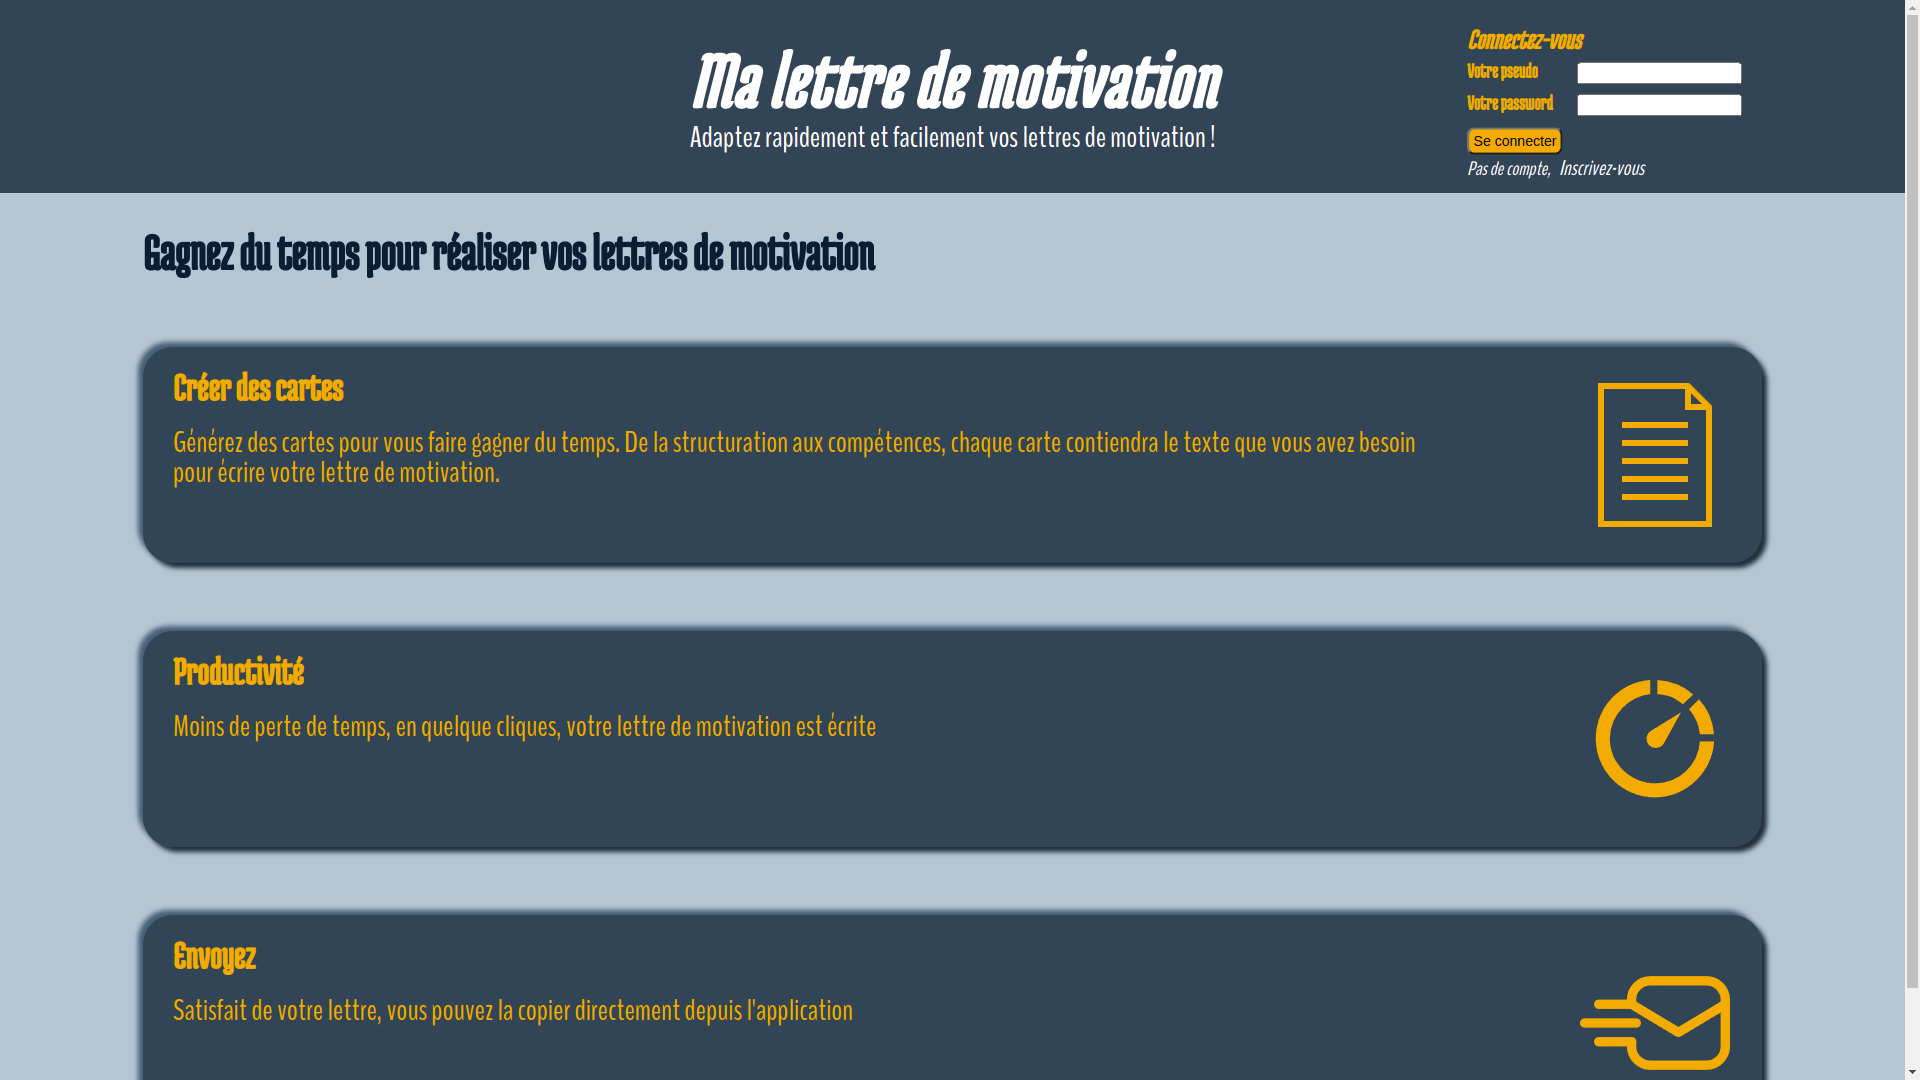 Ma lettre de motivation
Adaptez rapidement et facilement vos lettres de motivation !
Connectez-vous
Votre pseudo
Votre password
Se connecter
Pas de compte, Inscrivez-vous
Gagnez du temps pour réaliser vos lettres de motivation
Créer des cartes
Générez des cartes pour vous faire gagner du temps. De la structuration aux compétences, chaque carte contiendra le texte que vous avez besoin
pour écrire votre lettre de motivation.
Productivité
Moins de perte de temps, en quelque cliques, votre lettre de motivation est écrite
Envoyez
Satisfait de votre lettre, vous pouvez la copier directement depuis l'application